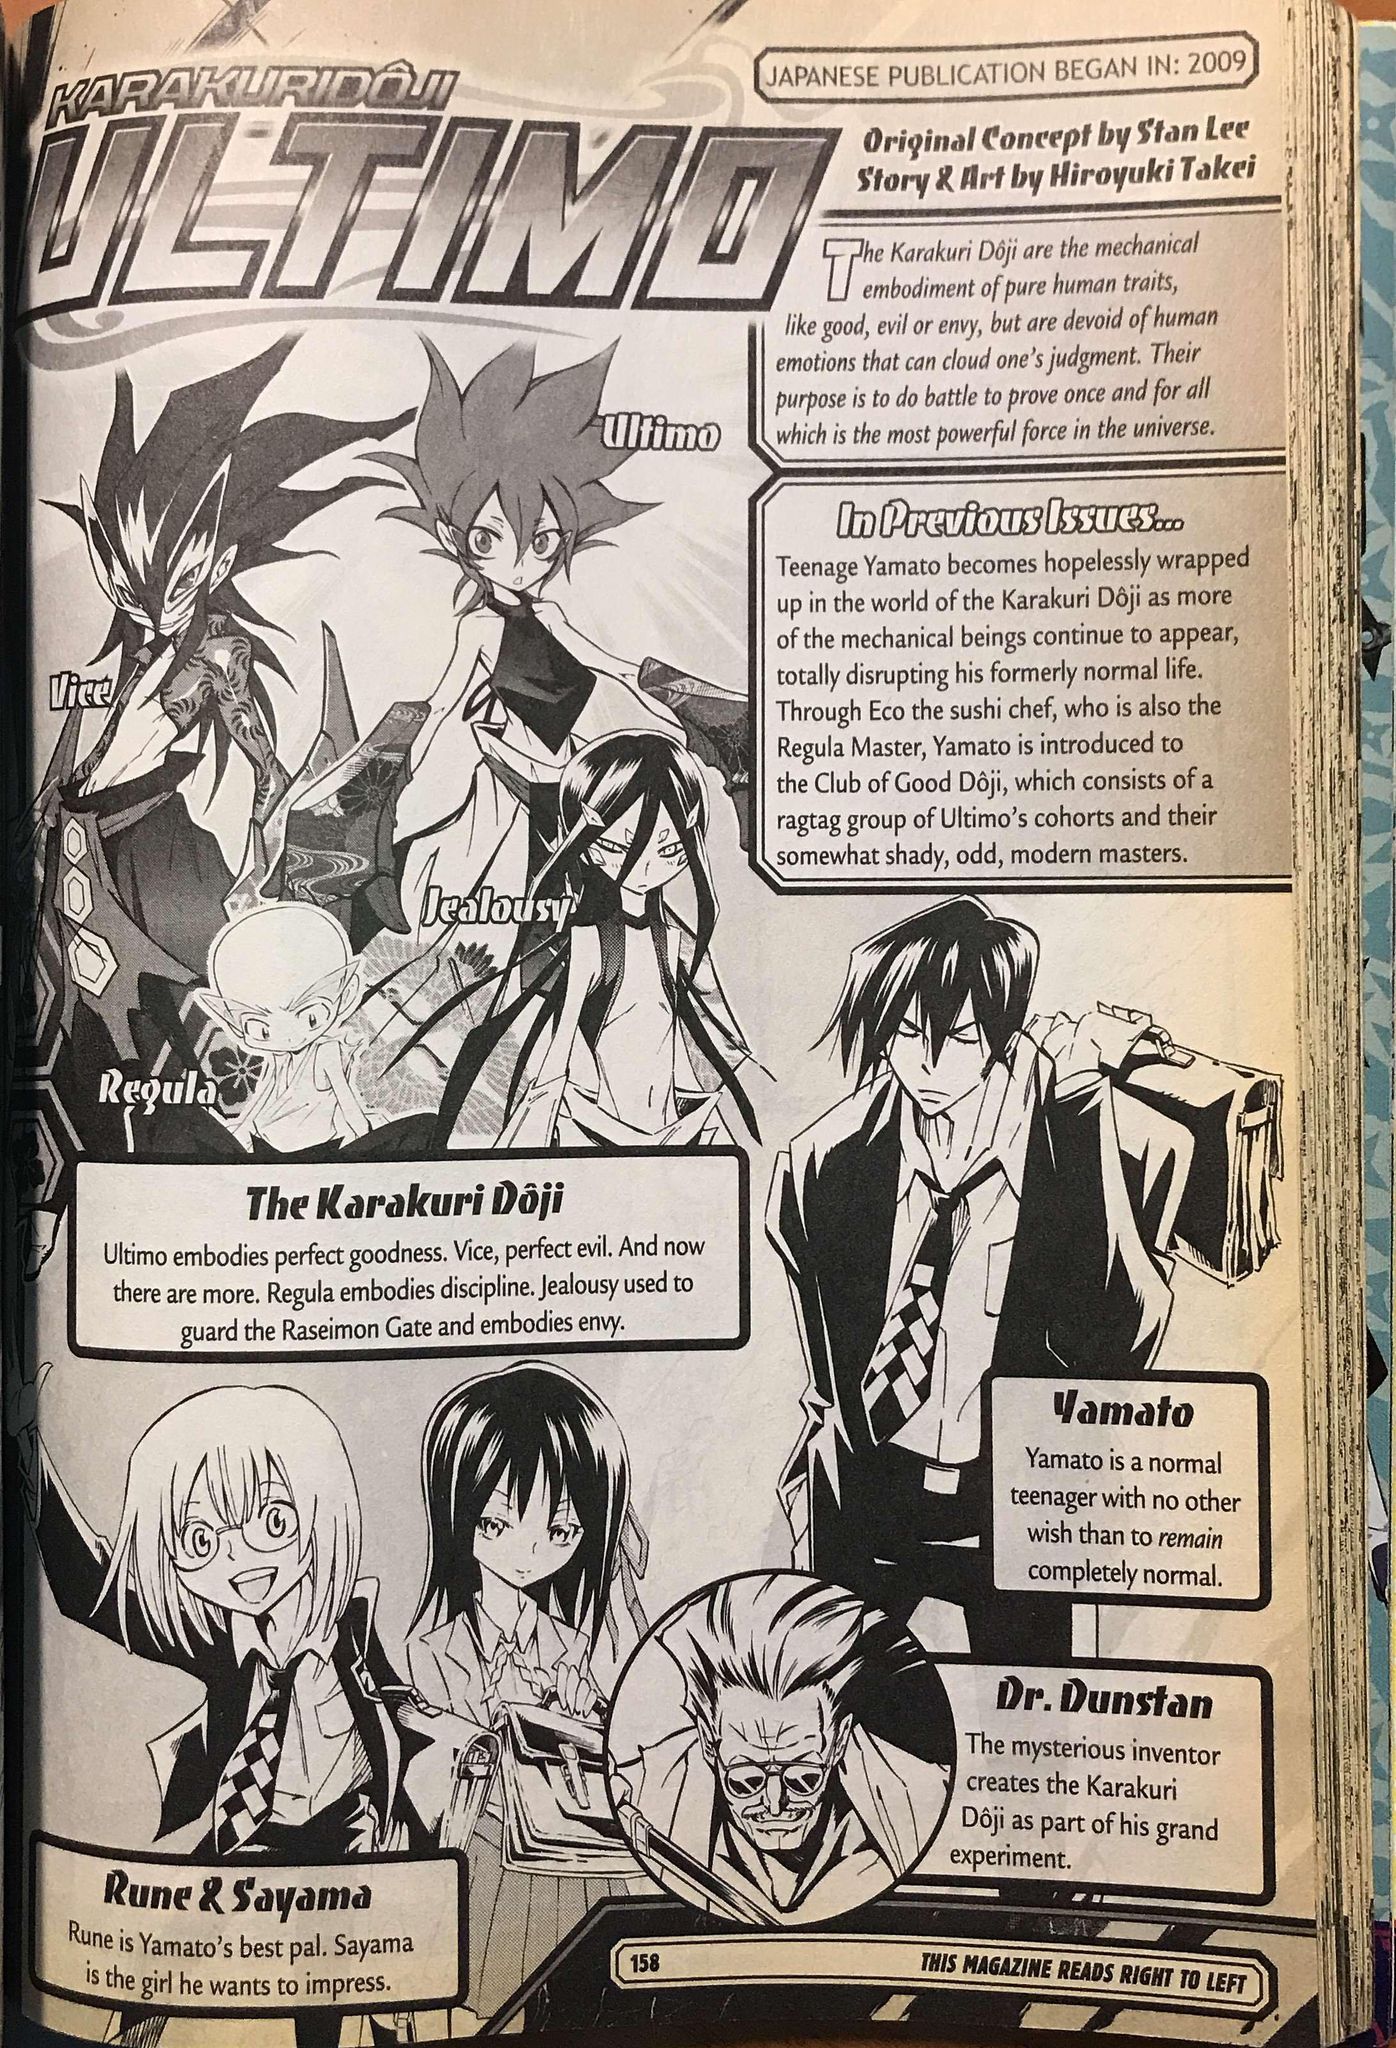 KARAKURIDÔJI
ULTIMO
JAPANESE PUBLICATION BEGAN IN: 2009
Original Concept by Stan Lee
Story & Art by Hiroyuki Takei
The Karakuri Dôji are the mechanical
embodiment of pure human traits,
like good, evil or envy, but are devoid of human
emotions that can cloud one's judgment. Their
purpose is to do battle to prove once and for all
which is the most powerful force in the universe.
In Previous Issues...
Teenage Yamato becomes hopelessly wrapped
up in the world of the Karakuri Dôji as more
of the mechanical beings continue to appear,
totally disrupting his formerly normal life.
Through Eco the sushi chef, who is also the
Regula Master, Yamato is introduced to
the Club of Good Dôji, which consists of a
ragtag group of Ultimo's cohorts and their
somewhat shady, odd, modern masters.
Ultimo
Vice
Jealousy
Regula
The Karakuri Dôji
Ultimo embodies perfect goodness. Vice, perfect evil. And now
there are more. Regula embodies discipline. Jealousy used to
guard the Raseimon Gate and embodies envy.
Yamato
Yamato is a normal
teenager with no other
wish than to remain
completely normal.
Dr. Dunstan
The mysterious inventor
creates the Karakuri
Dôji as part of his grand
experiment.
Rune & Sayama
Rune is Yamato's best pal. Sayama
is the girl he wants to impress.
158
THIS MAGAZINE READS RIGHT TO LEFT